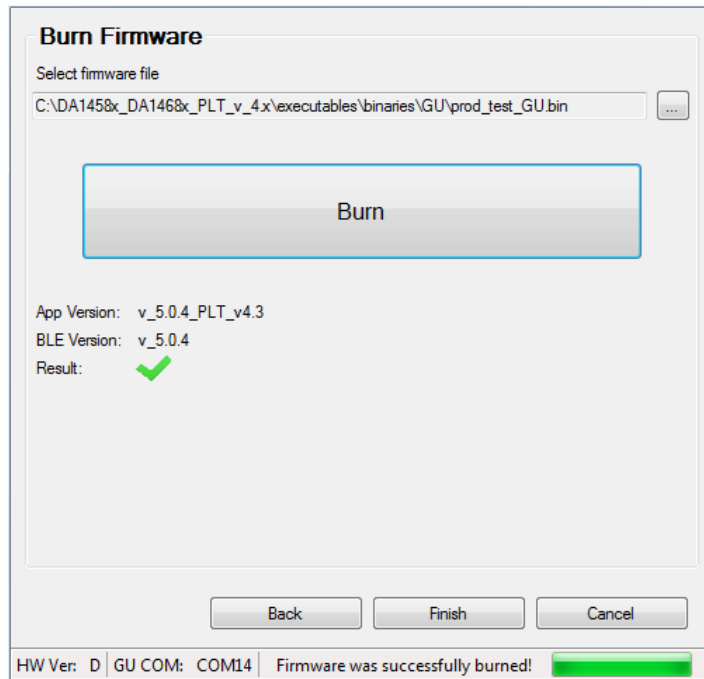 Burn Firmware
Select firmware file
C:\DA1458x_DA1468x_PLT_v_4.x\executables\binaries\GU\prod_test_GU.bin
...
Burn
App Version: v_5.0.4_PLT_v4.3
BLE Version: v_5.0.4
Result:
Back Finish Cancel
HW Ver: D GU COM: COM14 Firmware was successfully burned!